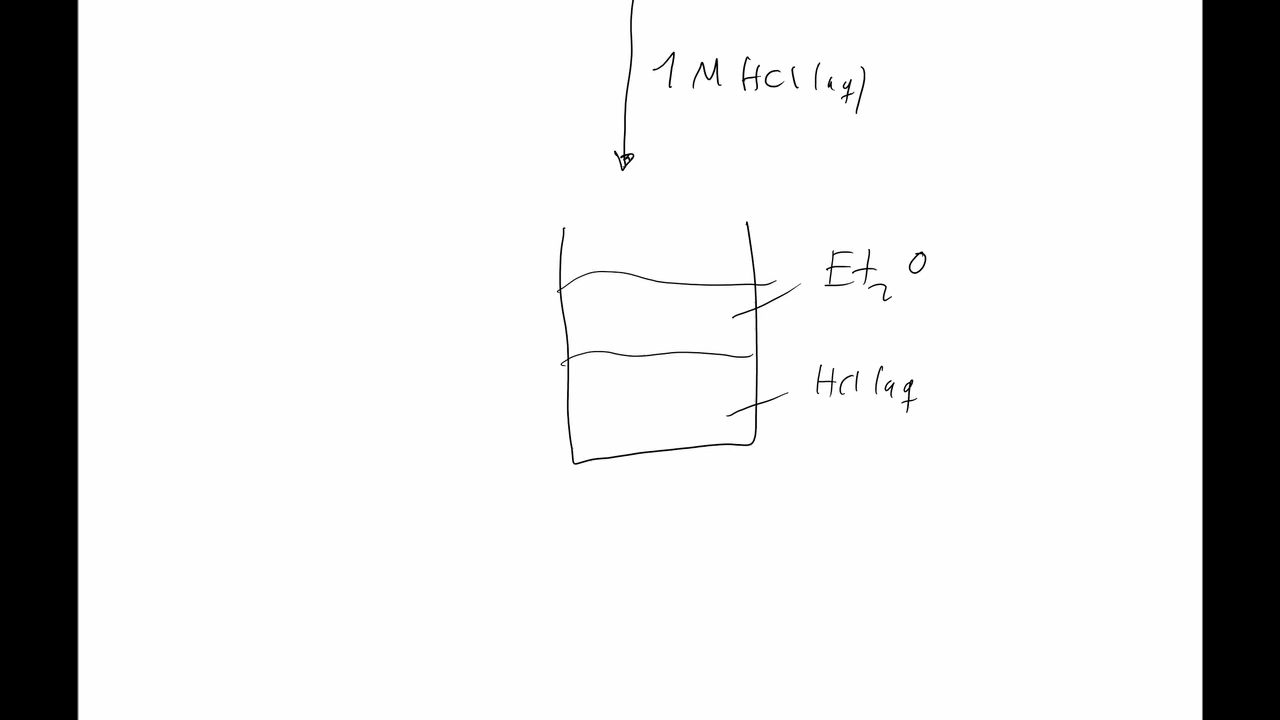 1 M HCl (aq)
Et₂O
HCl (aq